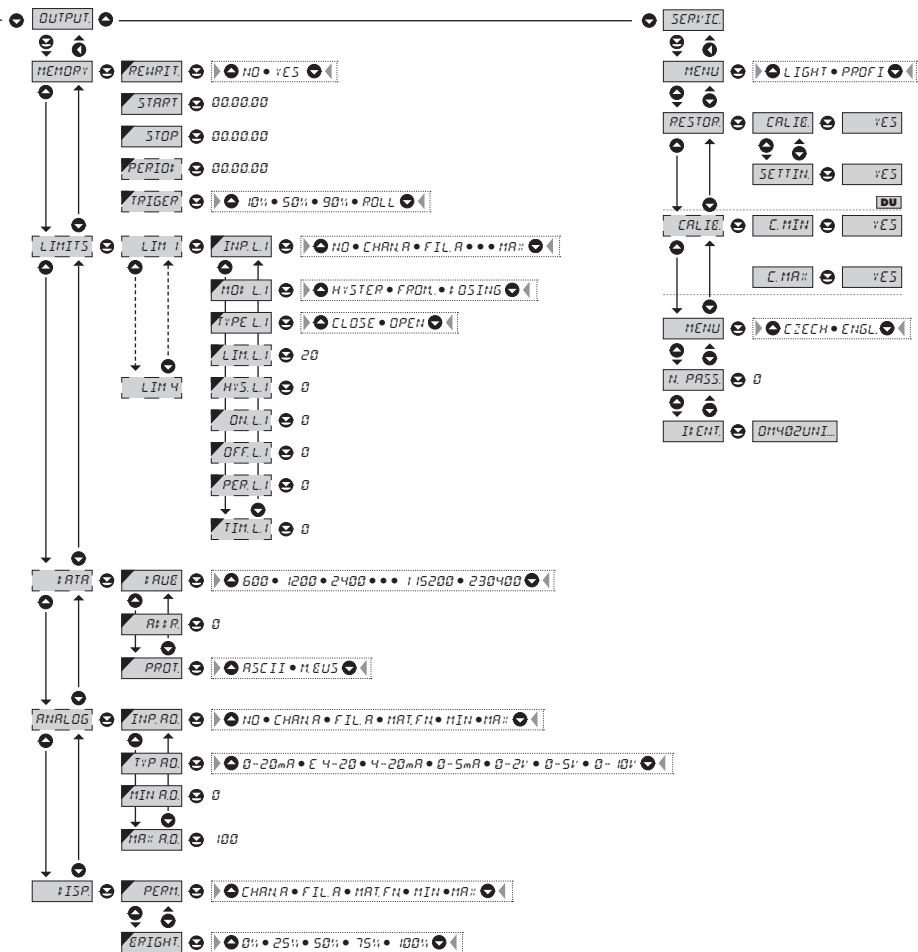 OUTPUT.
MEMORY
REWRIT.
NO • YES
START
00.00.00
STOP
00.00.00
PERIOD
00.00.00
TRIGER
10% • 50% • 90% • ROLL
LIMITS
LIM 1
INP. L.1
NO • CHAN.A • FIL. A • • • MAX
MOD L.1
HYSTER • FROM.. • DOSING
TYPE L.1
CLOSE • OPEN
LIM. L.1
20
LIM 4
HYS. L.1
0
ON. L.1
0
OFF. L.1
0
PER. L.1
0
TIM. L.1
0
DATA
BAUD
600 • 1200 • 2400 • • • 115200 • 230400
ADDR.
0
PROT.
ASCII • M.BUS
ANALOG
INP. AO.
NO • CHAN.A • FIL. A • MAT.FN. • MIN • MAX
TYP AO.
0-20mA • E 4-20 • 4-20mA • 0-5mA • 0-2V • 0-5V • 0- 10V
MIN A.O.
0
MAX A.O.
100
DISP.
PERM.
CHAN.A • FIL. A • MAT.FN. • MIN • MAX
BRIGHT.
0% • 25% • 50% • 75% • 100%
SERVIC.
MENU
LIGHT • PROFI
RESTOR.
CALIB.
YES
SETTIN.
YES
DU
CALIB.
C. MIN
YES
C. MAX
YES
MENU
CZECH • ENGL.
N. PASS.
0
IDENT.
OM402UNI...